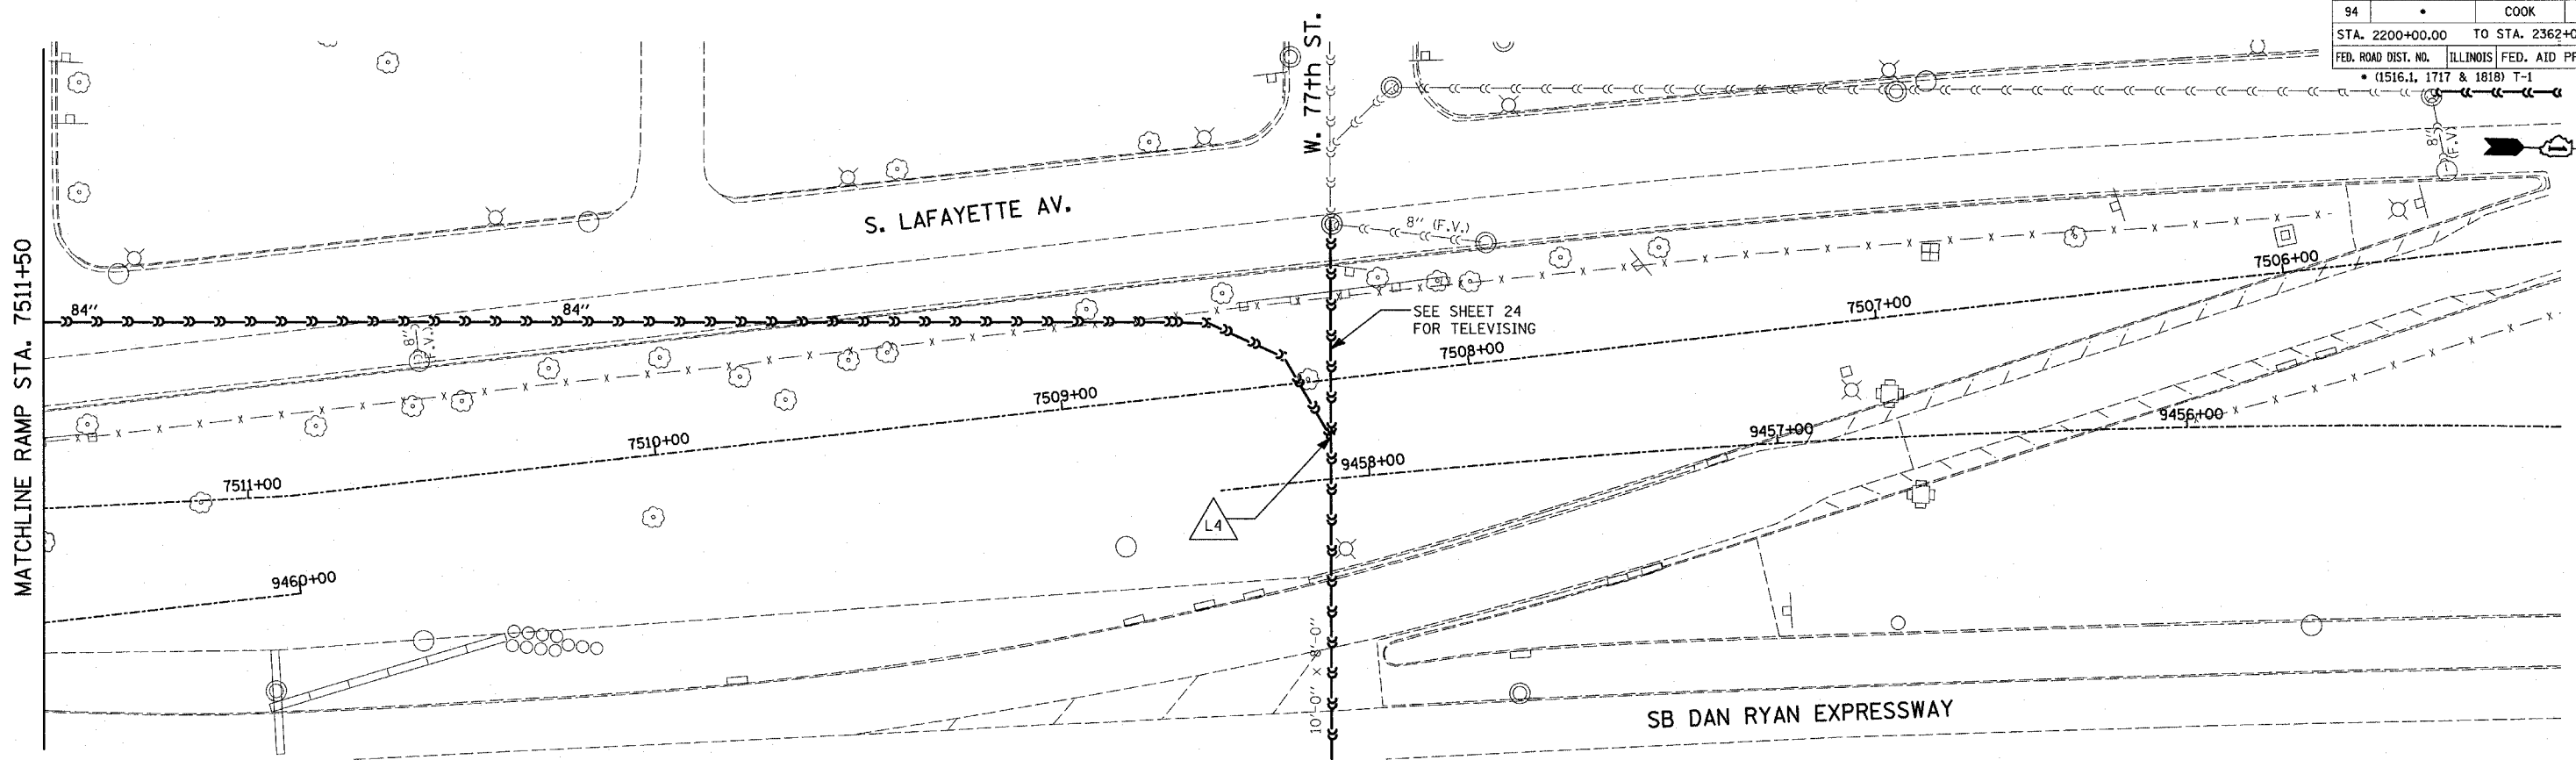 94 • COOK
STA. 2200+00.00 TO STA. 2362+0
FED. ROAD DIST. NO. ILLINOIS FED. AID
• (1516.1, 1717 & 1818) T-1
W. 77th ST.
8"
(F.V.)
S. LAFAYETTE AV.
8" (F.V.)
MATCHLINE RAMP STA. 7511+50
84"
84"
8"
(F.V.)
SEE SHEET 24
FOR TELEVISING
7506+00
7507+00
7508+00
7509+00
7510+00
7511+00
9456+00
9457+00
9458+00
L4
9460+00
10'-0" x 8'-0"
SB DAN RYAN EXPRESSWAY